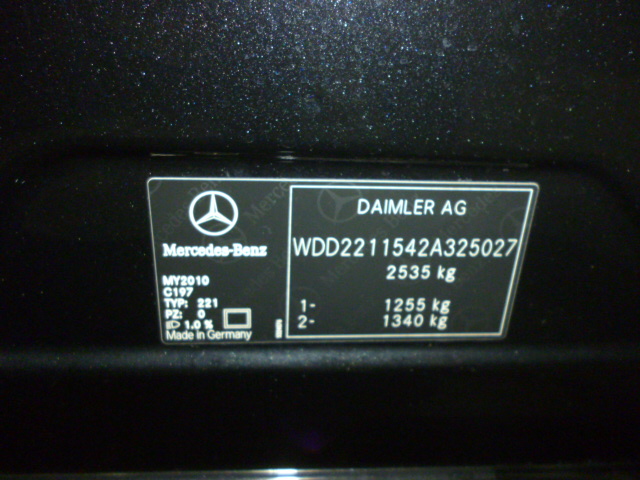 Mercedes-Benz
MY2010
C197
TYP: 221
PZ: 0
1.0 %
Made in Germany
DAIMLER AG
WDD2211542A325027
2535 kg
1- 1255 kg
2- 1340 kg